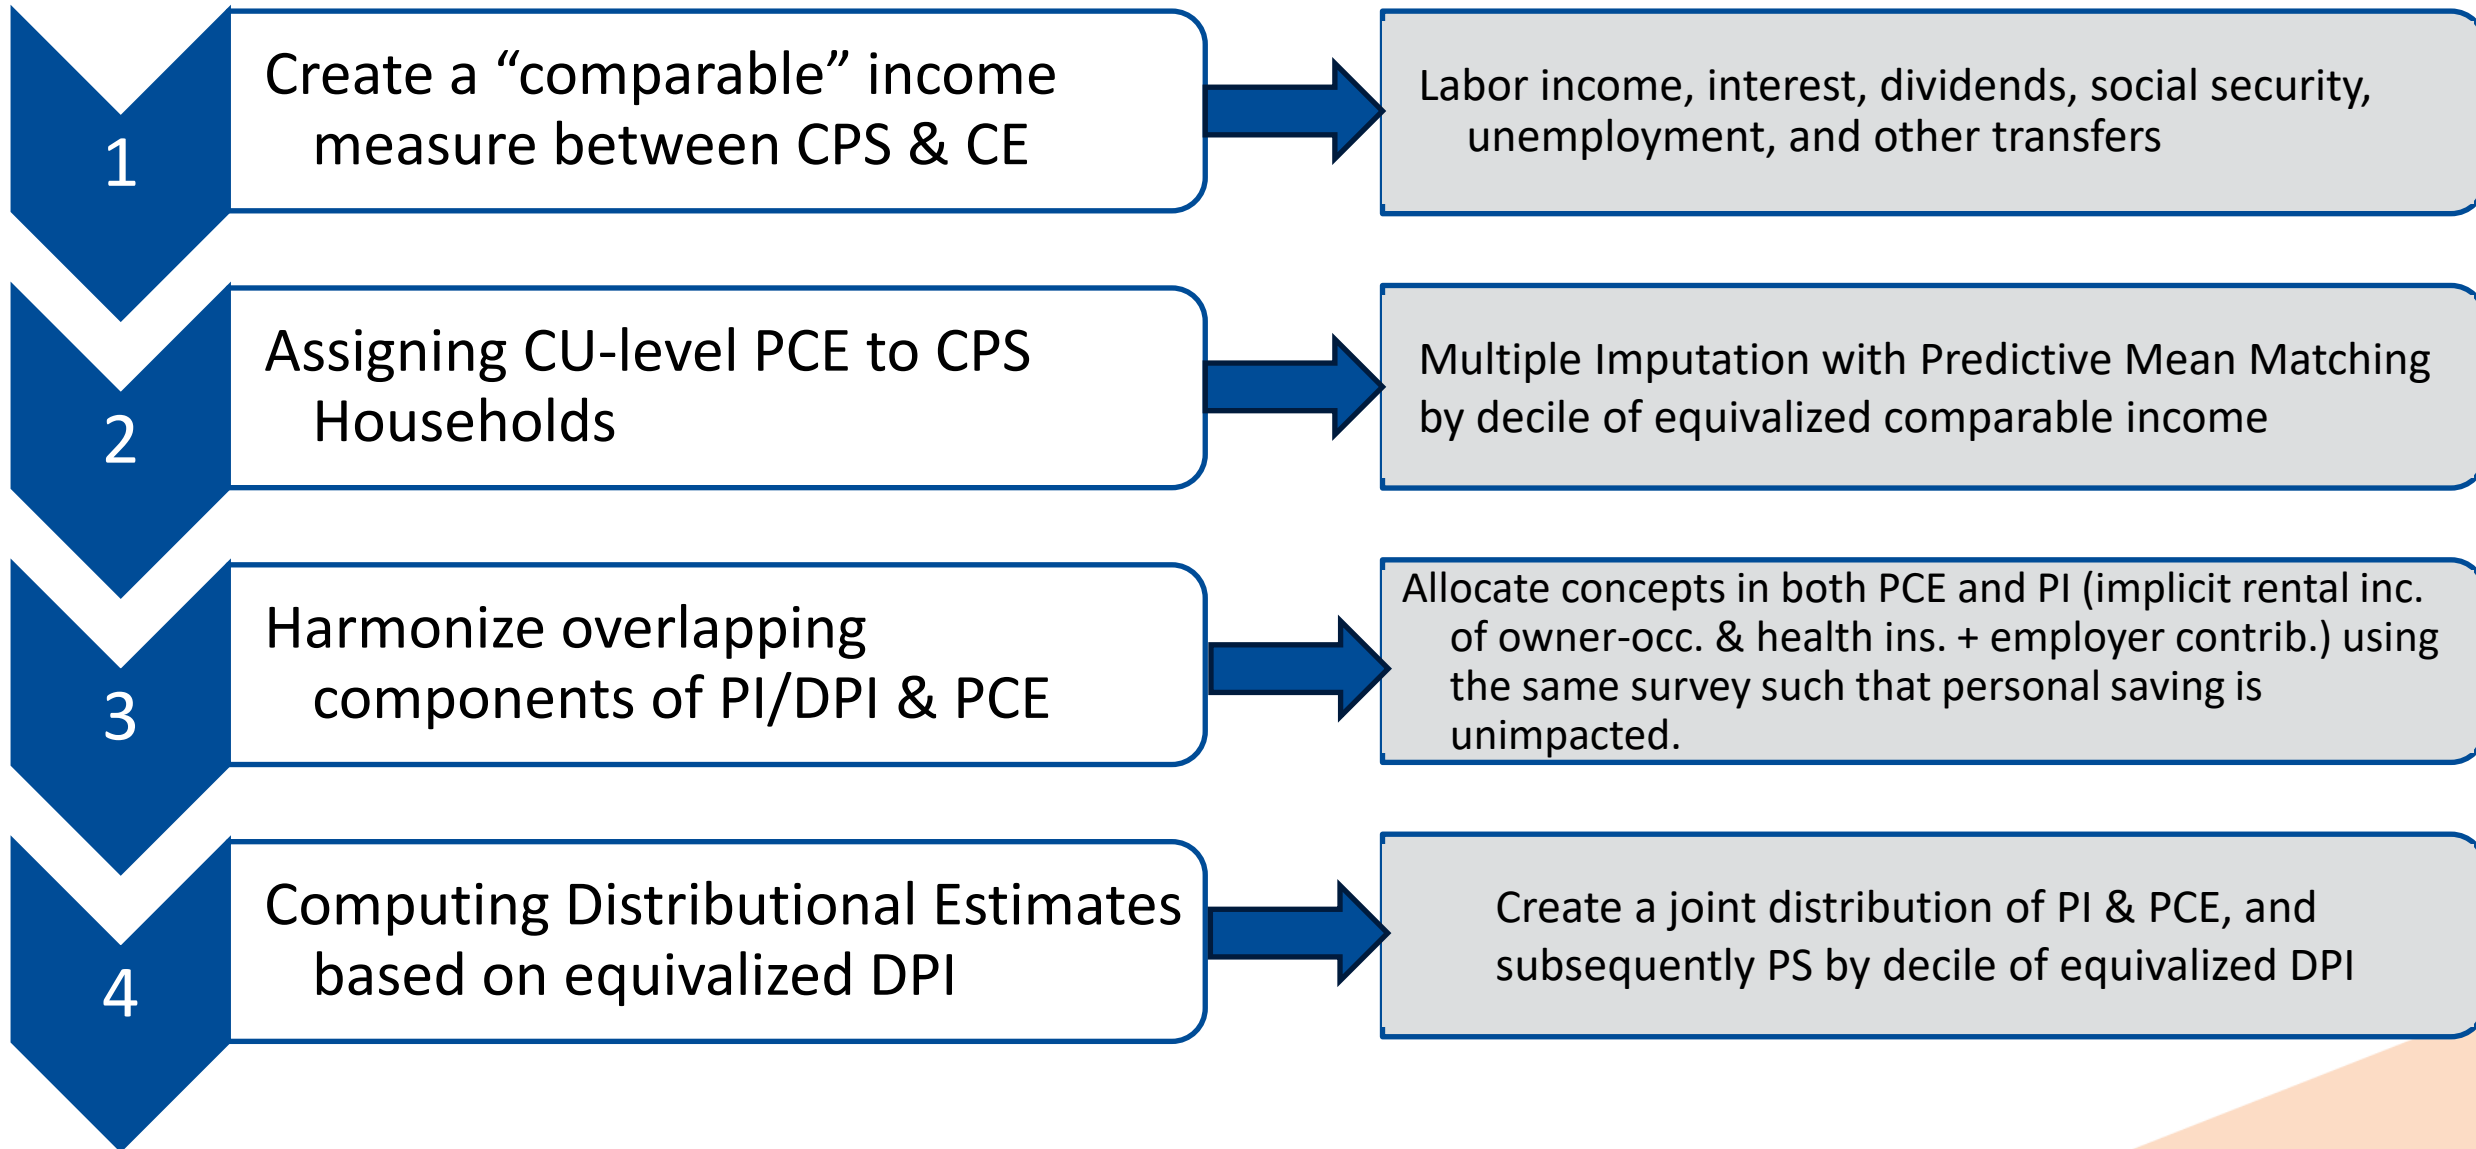 1
Create a “comparable” income
measure between CPS & CE
Labor income, interest, dividends, social security,
unemployment, and other transfers
2
Assigning CU-level PCE to CPS
Households
Multiple Imputation with Predictive Mean Matching
by decile of equivalized comparable income
3
Harmonize overlapping
components of PI/DPI & PCE
Allocate concepts in both PCE and PI (implicit rental inc.
of owner-occ. & health ins. + employer contrib.) using
the same survey such that personal saving is
unimpacted.
4
Computing Distributional Estimates
based on equivalized DPI
Create a joint distribution of PI & PCE, and
subsequently PS by decile of equivalized DPI